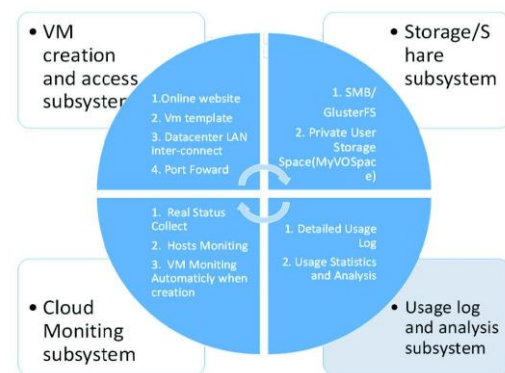 • VM
creation
and access
subsystem
1.Online website
2. Vm template
3. Datacenter LAN
inter-connect
4. Port Foward
• Storage/S
hare
subsystem
1. SMB/
GlusterFS
2. Private User
Storage
Space(MyVOSpac
e)
1. Real Status
Collect
2. Hosts Moniting
3. VM Moniting
Automaticly when
creation
• Cloud
Moniting
subsystem
1. Detailed Usage
Log
2. Usage Statistics
and Analysis
• Usage log
and analysis
subsystem